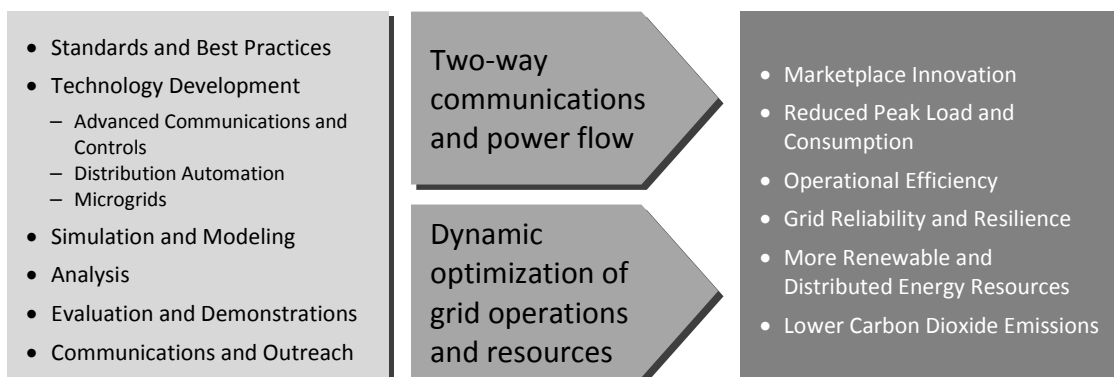 • Standards and Best Practices
• Technology Development
– Advanced Communications and
Controls
– Distribution Automation
– Microgrids
• Simulation and Modeling
• Analysis
• Evaluation and Demonstrations
• Communications and Outreach
Two-way
communications
and power flow
Dynamic
optimization of
grid operations
and resources
• Marketplace Innovation
• Reduced Peak Load and
Consumption
• Operational Efficiency
• Grid Reliability and Resilience
• More Renewable and
Distributed Energy Resources
• Lower Carbon Dioxide Emissions